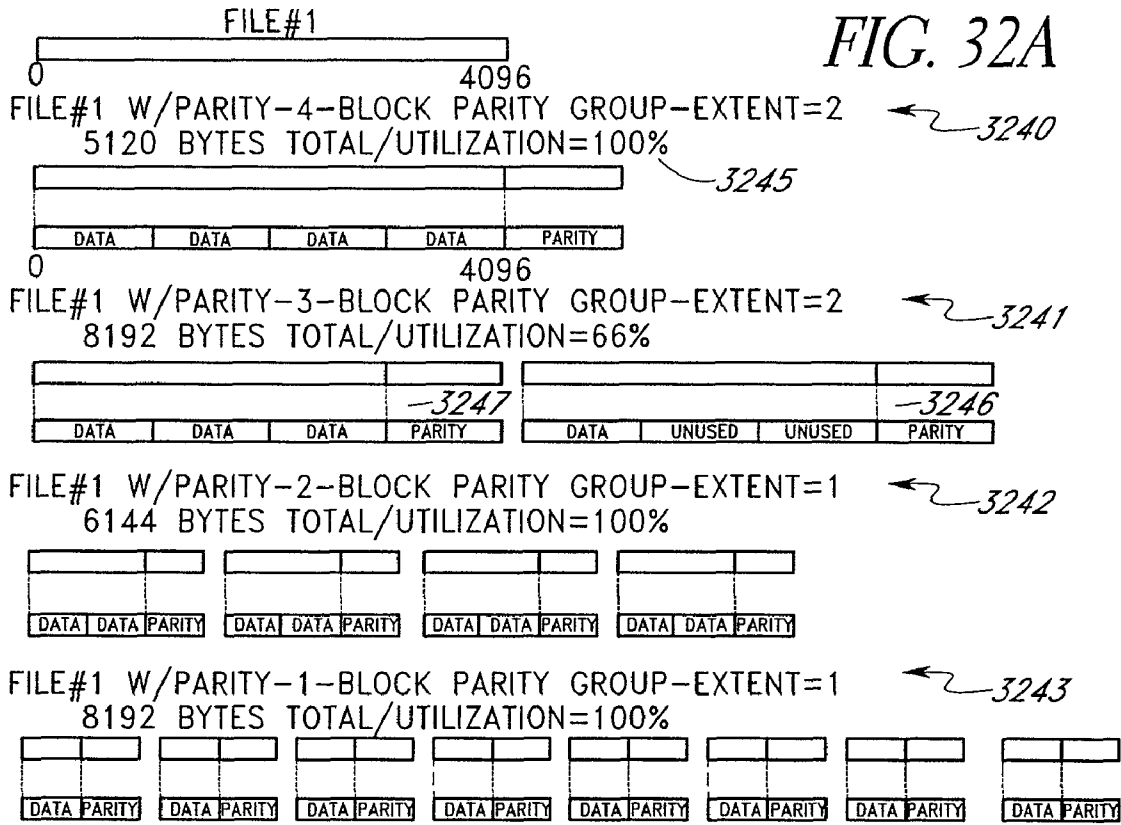 FILE#1
FIG. 32A
0 4096
FILE#1 W/PARITY-4-BLOCK PARITY GROUP-EXTENT=2 3240
5120 BYTES TOTAL/UTILIZATION=100% 3245
DATA DATA DATA DATA PARITY
0 4096
FILE#1 W/PARITY-3-BLOCK PARITY GROUP-EXTENT=2 3241
8192 BYTES TOTAL/UTILIZATION=66%
3247 3246
DATA DATA DATA PARITY DATA UNUSED UNUSED PARITY
FILE#1 W/PARITY-2-BLOCK PARITY GROUP-EXTENT=1 3242
6144 BYTES TOTAL/UTILIZATION=100%
DATA DATA PARITY DATA DATA PARITY DATA DATA PARITY DATA DATA PARITY
FILE#1 W/PARITY-1-BLOCK PARITY GROUP-EXTENT=1 3243
8192 BYTES TOTAL/UTILIZATION=100%
DATA PARITY DATA PARITY DATA PARITY DATA PARITY DATA PARITY DATA PARITY DATA PARITY DATA PARITY